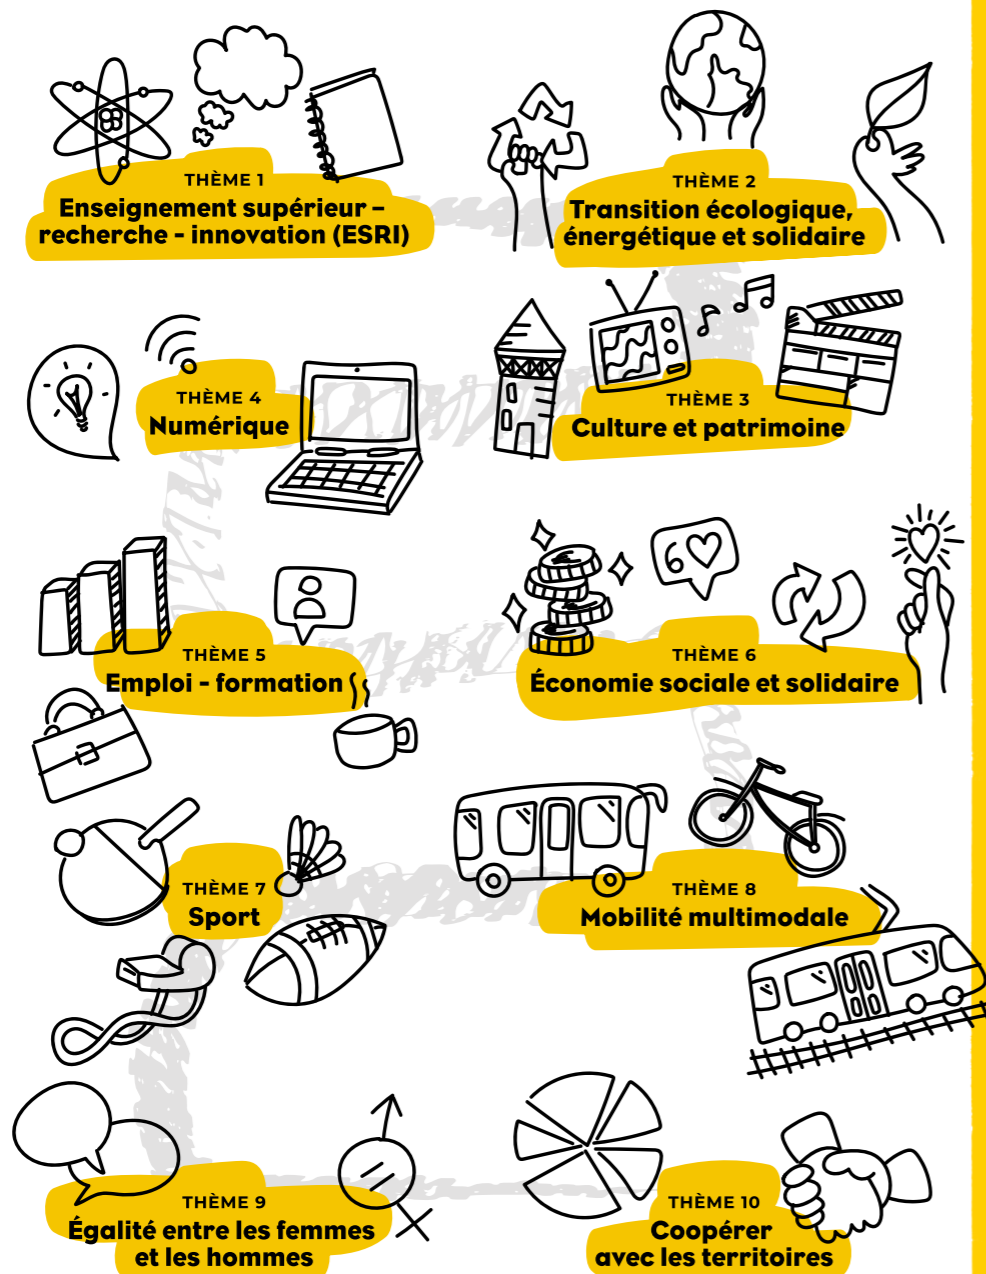 THÈME 1
Enseignement supérieur –
recherche - innovation (ESRI)
THÈME 2
Transition écologique,
énergétique et solidaire
THÈME 3
Culture et patrimoine
THÈME 4
Numérique
THÈME 5
Emploi - formation
6
THÈME 6
Économie sociale et solidaire
THÈME 7
Sport
THÈME 8
Mobilité multimodale
THÈME 9
Égalité entre les femmes
et les hommes
THÈME 10
Coopérer
avec les territoires